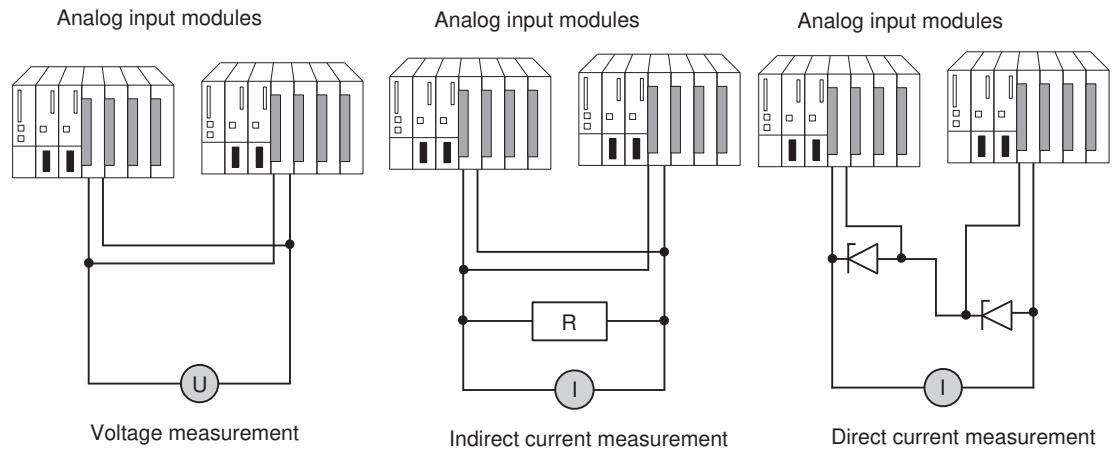 Analog input modules
Analog input modules
Analog input modules
R
U
I
I
Voltage measurement
Indirect current measurement
Direct current measurement